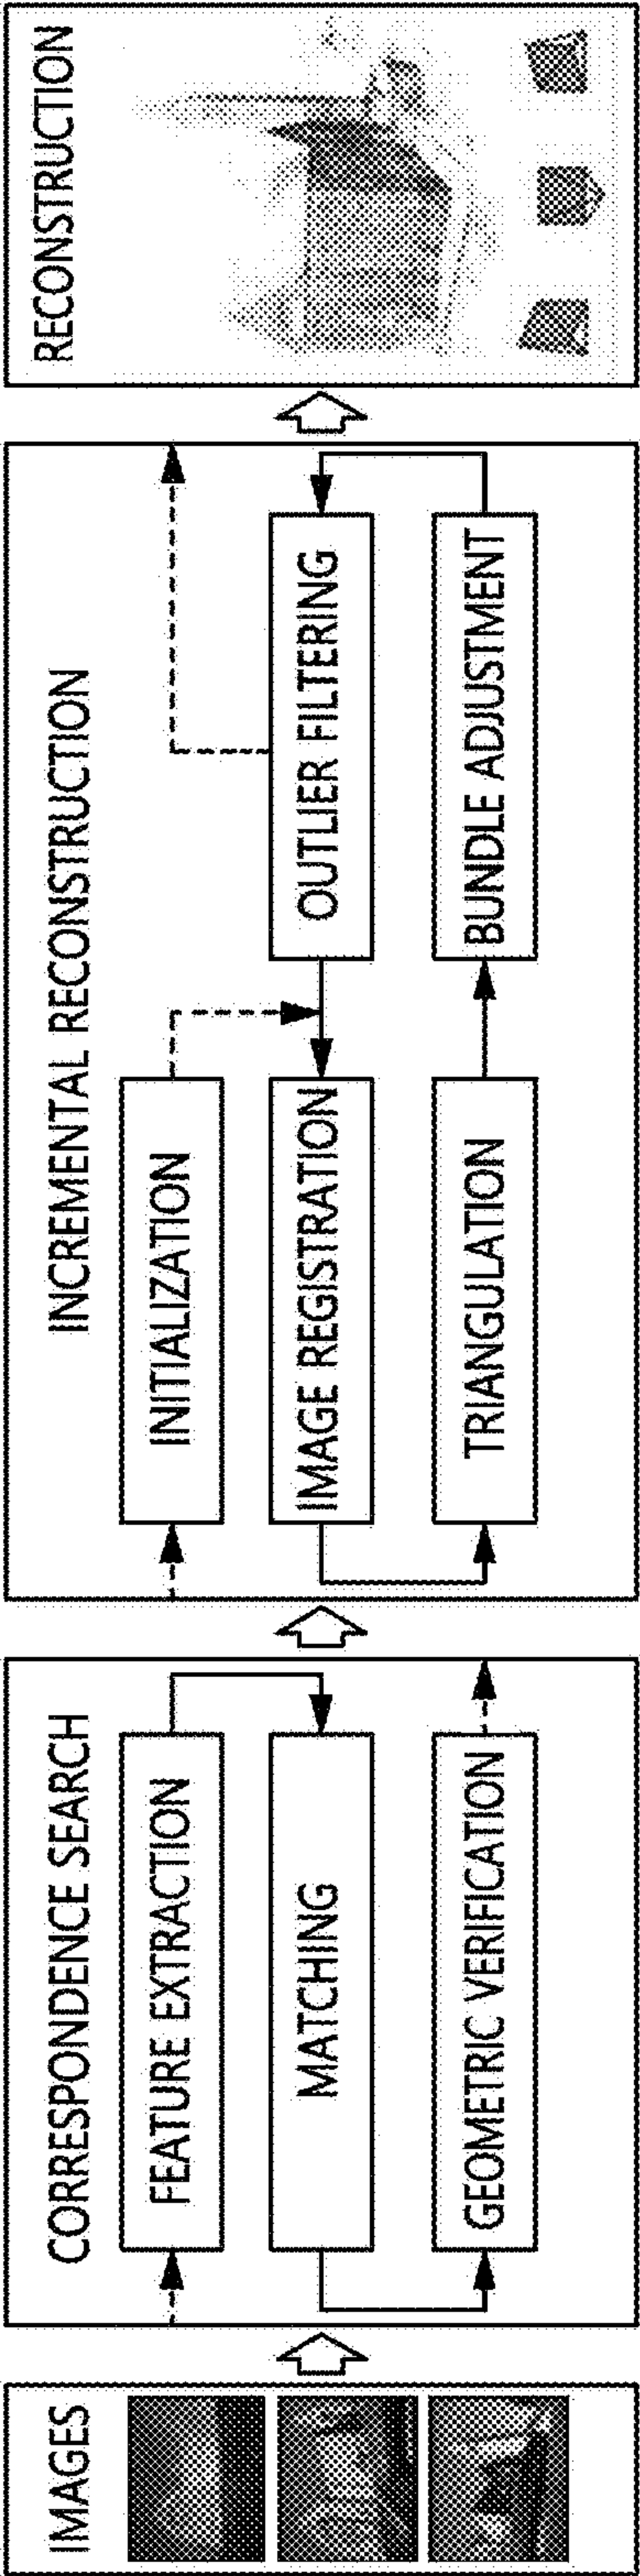 IMAGES
CORRESPONDENCE SEARCH
FEATURE EXTRACTION
MATCHING
GEOMETRIC VERIFICATION
INCREMENTAL RECONSTRUCTION
INITIALIZATION
IMAGE REGISTRATION
TRIANGULATION
OUTLIER FILTERING
BUNDLE ADJUSTMENT
RECONSTRUCTION